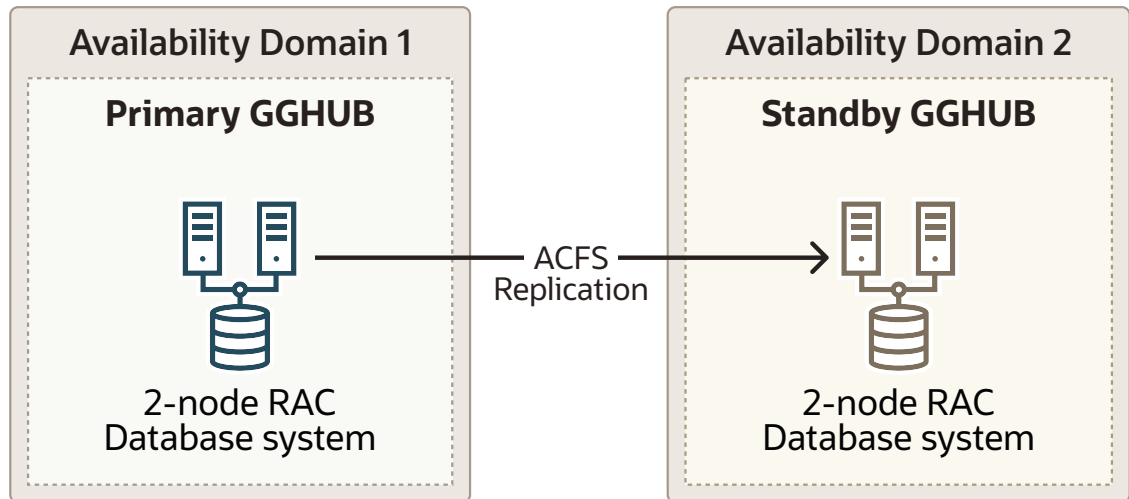 Availability Domain 1
Primary GGHUB
2-node RAC
Database system
ACFS
Replication
Availability Domain 2
Standby GGHUB
2-node RAC
Database system